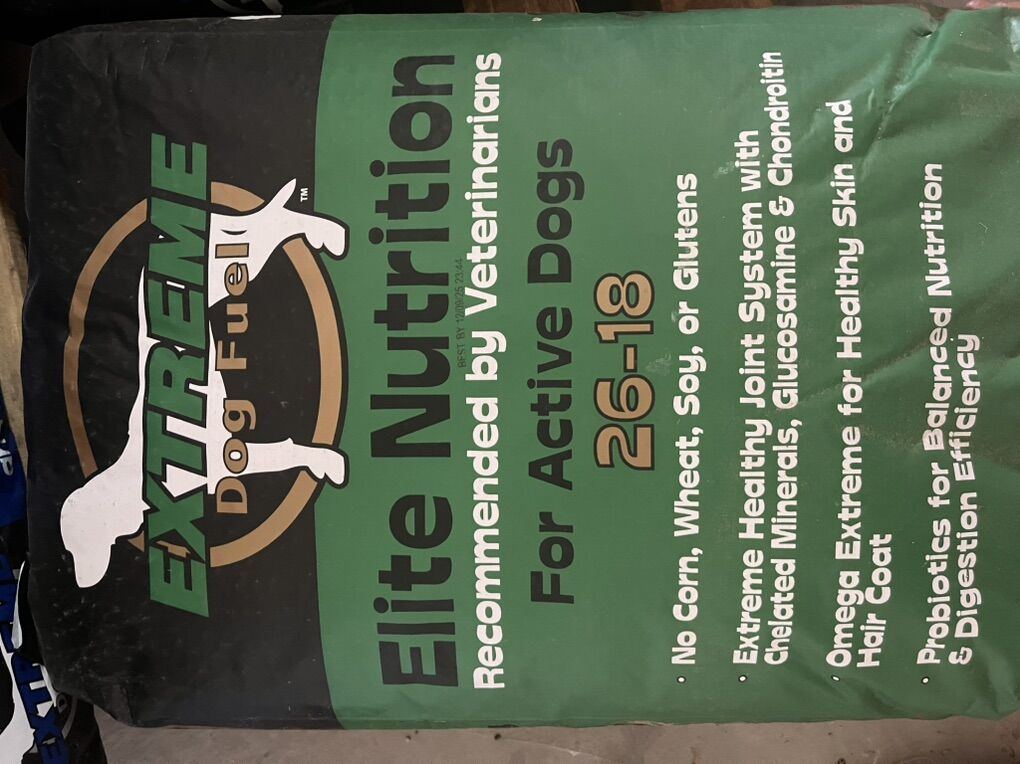 EXTREME
Dog Fuel
TM
Elite Nutrition
BEST BY 12/09/25 23:44
Recommended by Veterinarians
For Active Dogs
26-18
• No Corn, Wheat, Soy, or Glutens
• Extreme Healthy Joint System with
Chelated Minerals, Glucosamine & Chondroitin
• Omega Extreme for Healthy Skin and
Hair Coat
• Probiotics for Balanced Nutrition
& Digestion Efficiency